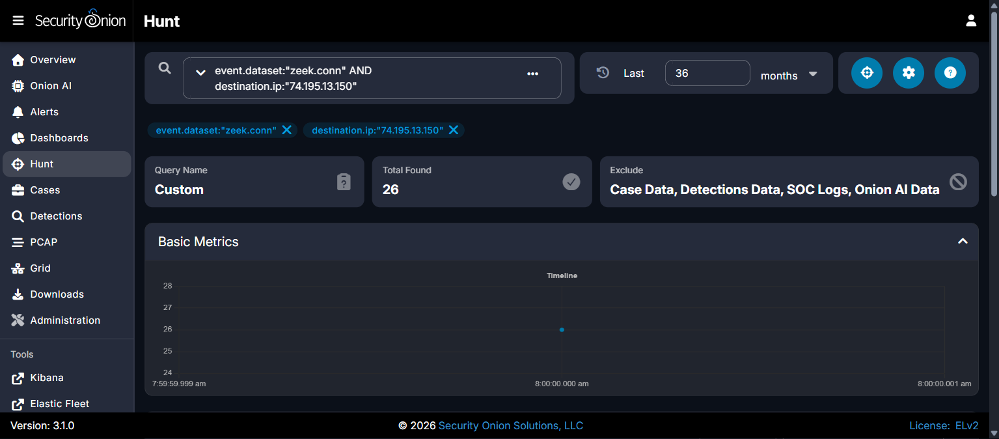 Security Onion
Hunt
Overview
Onion AI
Alerts
Dashboards
Hunt
Cases
Detections
PCAP
Grid
Downloads
Administration
Tools
Kibana
Elastic Fleet
event.dataset:"zeek.conn" AND
destination.ip:"74.195.13.150"
Last 36 months
event.dataset:"zeek.conn"
destination.ip:"74.195.13.150"
Query Name
Custom
Total Found
26
Exclude
Case Data, Detections Data, SOC Logs, Onion AI Data
Basic Metrics
Timeline
28
27
26
25
24
7:59:59.999 am 8:00:00.000 am 8:00:00.001 am
Version: 3.1.0
© 2026 Security Onion Solutions, LLC
License: ELv2